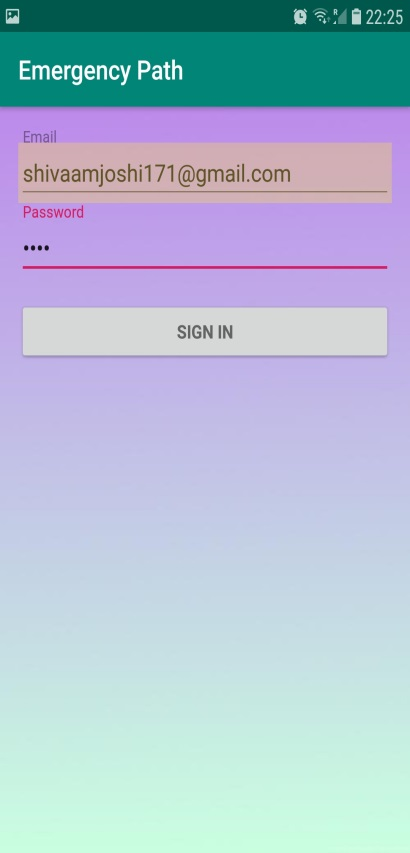 R 22:25
Emergency Path
Email
shivaamjoshi171@gmail.com
Password
••••
SIGN IN